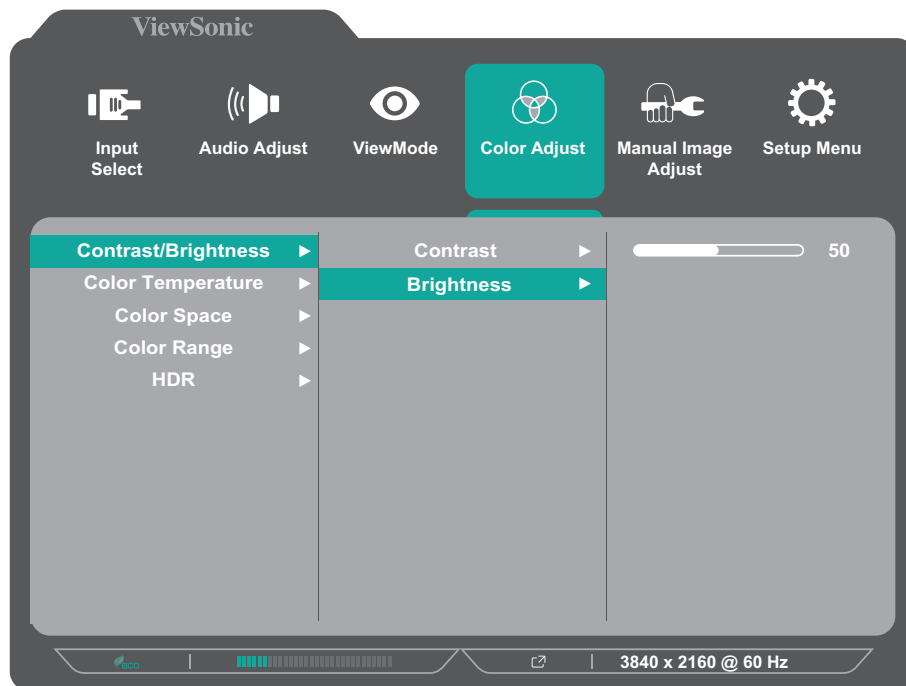 ViewSonic
Input
Select
Audio Adjust
ViewMode
Color Adjust
Manual Image
Adjust
Setup Menu
Contrast/Brightness
Contrast
50
Color Temperature
Brightness
Color Space
Color Range
HDR
eco
3840 x 2160 @ 60 Hz